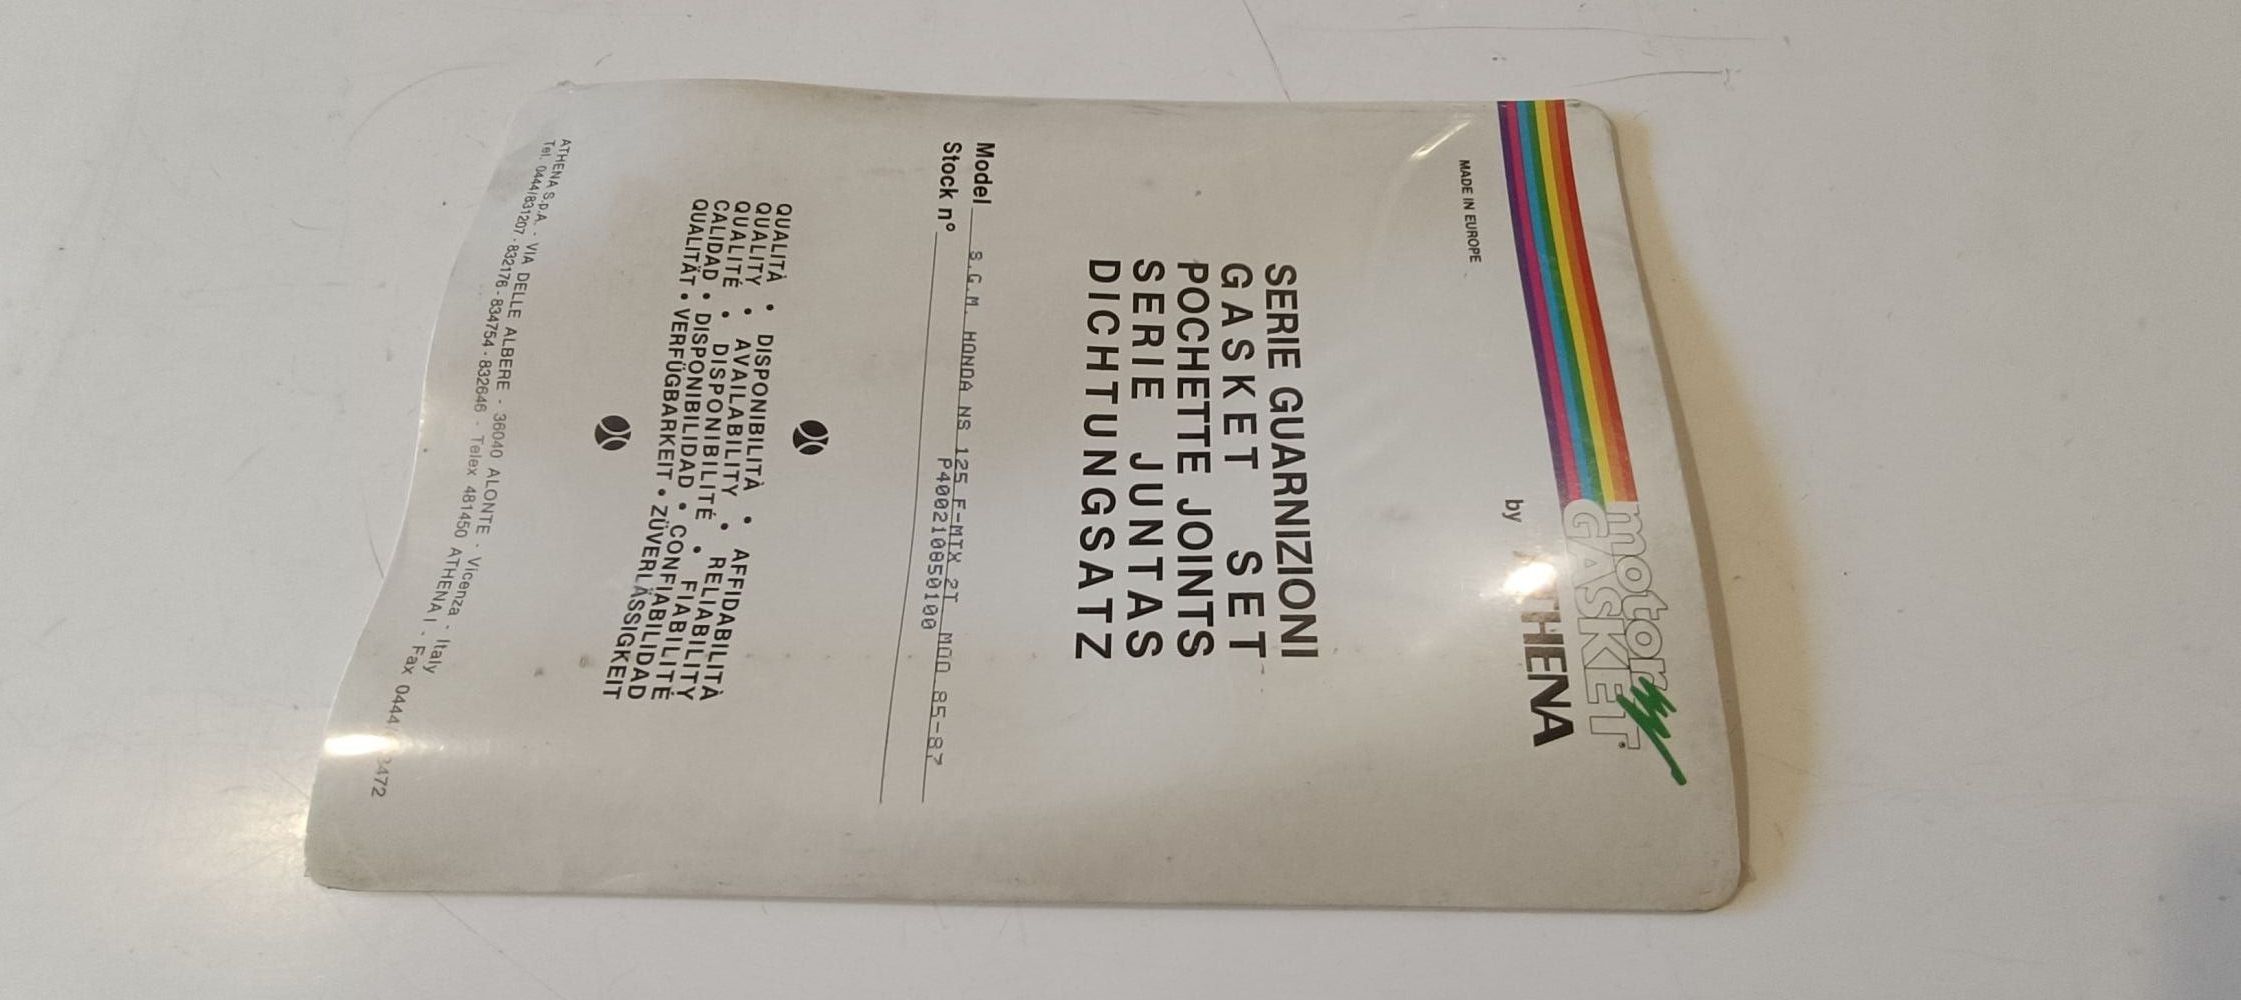 motor
GASKET
by ATHENA
MADE IN EUROPE
SERIE GUARNIZIONI
GASKET SET
POCHETTE JOINTS
SERIE JUNTAS
DICHTUNGSATZ
Model S.G.M. HONDA NS 125 F-MTX 2T MOD 85-87
Stock n° P400210850100
QUALITÀ • DISPONIBILITÀ • AFFIDABILITÀ
QUALITY • AVAILABILITY • RELIABILITY
QUALITÉ • DISPONIBILITÉ • FIABILITÉ
CALIDAD • DISPONIBILIDAD • CONFIABILIDAD
QUALITÄT • VERFÜGBARKEIT • ZÜVERLÄSSIGKEIT
ATHENA S.p.A. - VIA DELLE ALBERE - 36040 ALONTE - Vicenza - Italy
Tel. 0444/831207 - 832176 - 834754 - 832646 - Telex 481450 ATHENA I - Fax